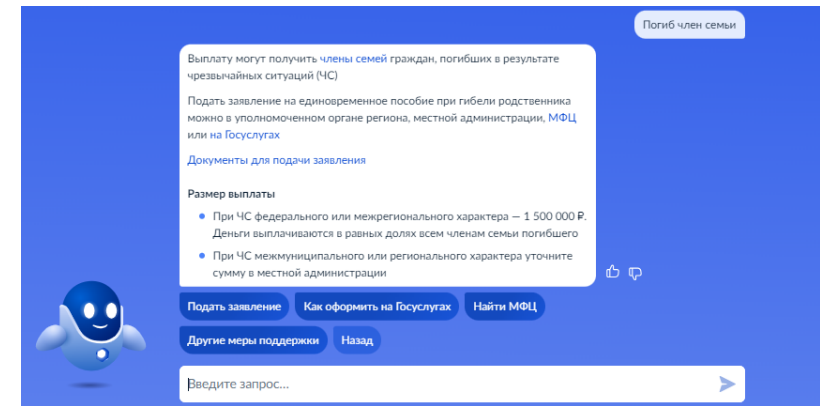 Погиб член семьи
Выплату могут получить члены семей граждан, погибших в результате
чрезвычайных ситуаций (ЧС)
Подать заявление на единовременное пособие при гибели родственника
можно в уполномоченном органе региона, местной администрации, МФЦ
или на Госуслугах
Документы для подачи заявления
Размер выплаты
• При ЧС федерального или межрегионального характера — 1 500 000 ₽.
Деньги выплачиваются в равных долях всем членам семьи погибшего
• При ЧС межмуниципального или регионального характера уточните
сумму в местной администрации
Подать заявление Как оформить на Госуслугах Найти МФЦ
Другие меры поддержки Назад
Введите запрос...